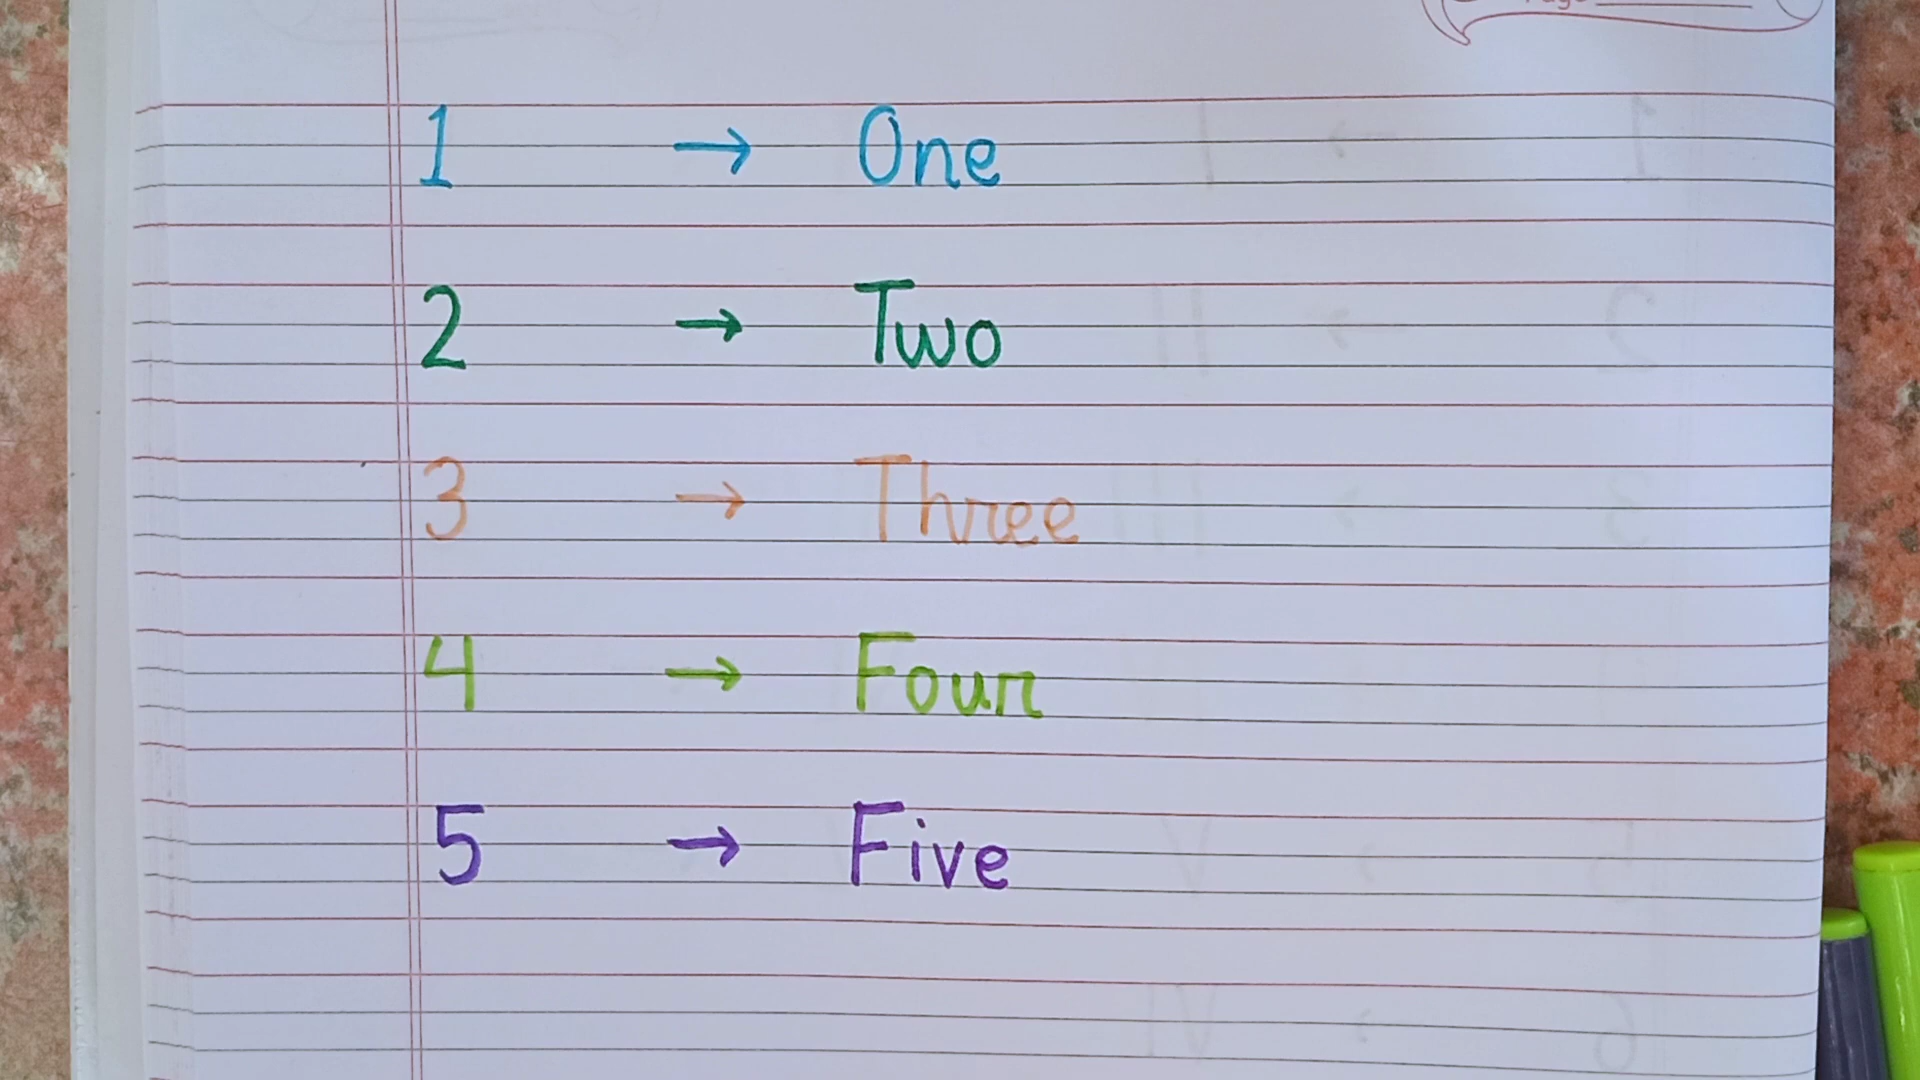 1 → One
2 → Two
3 → Three
4 → Four
5 → Five